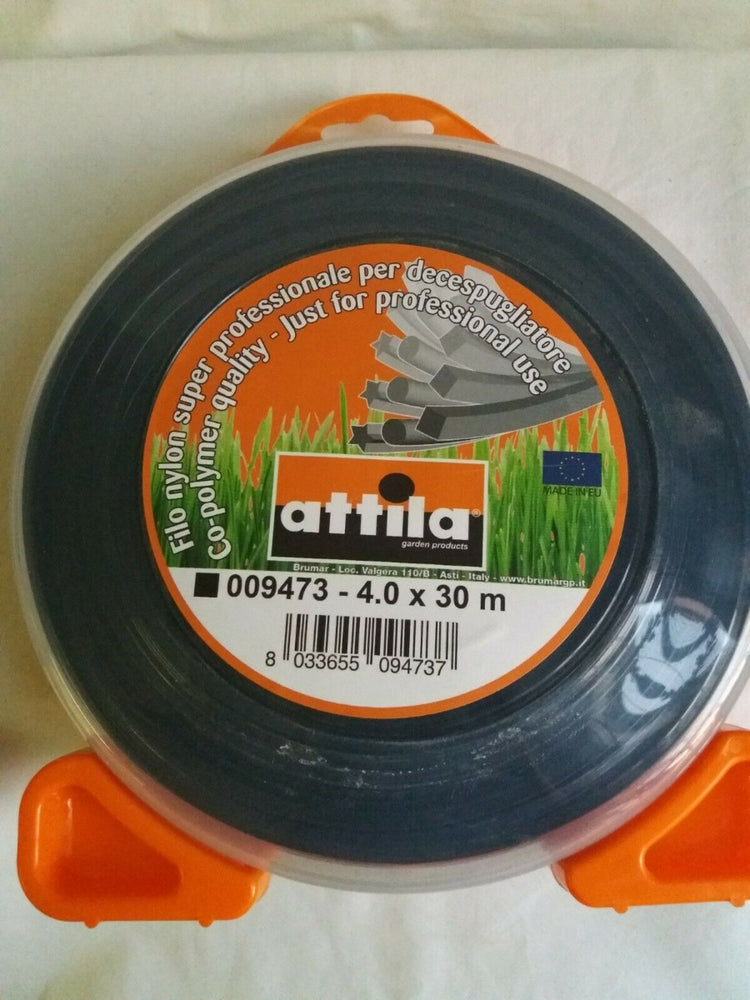 Filo nylon super professionale per decespugliatore
Co-polymer quality - Just for professional use
attila®
garden products
MADE IN EU
Brumar - Loc. Valgera 110/B - Asti - Italy - www.brumargp.it
009473 - 4.0 x 30 m
8 033655 094737